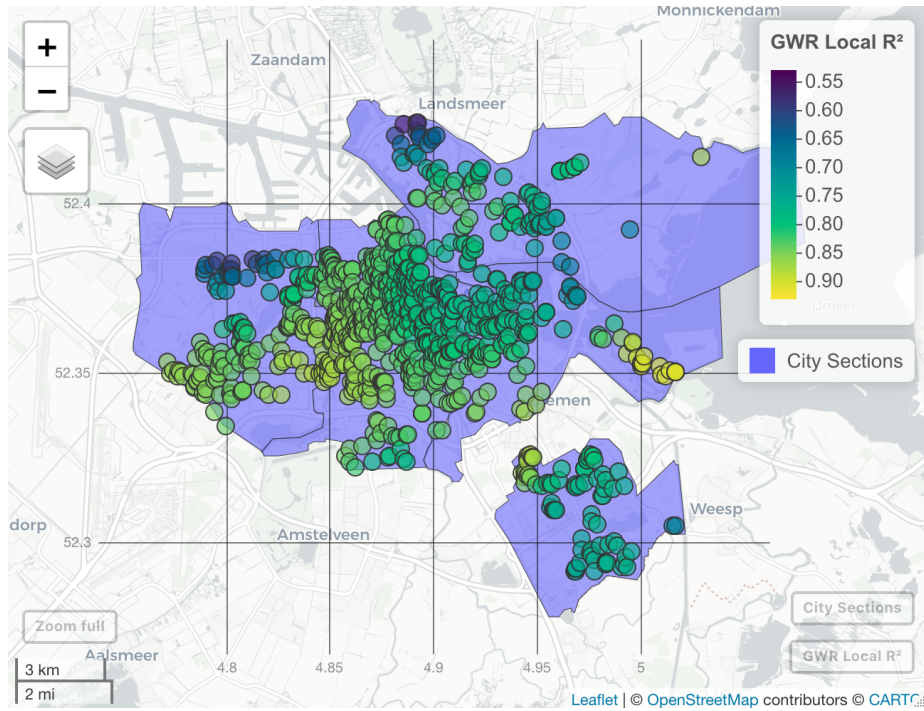 Monnickendam
+
GWR Local R²
Zaandam
0.55
−
Landsmeer
0.60
0.65
0.70
0.75
0.80
52.4
0.85
0.90
IJmeer
City Sections
52.35
emen
Weesp
dorp
Amstelveen
52.3
City Sections
Zoom full
Aalsmeer
GWR Local R²
3 km
4.8
4.85
4.9
4.95
5
2 mi
Leaflet | © OpenStreetMap contributors © CARTO